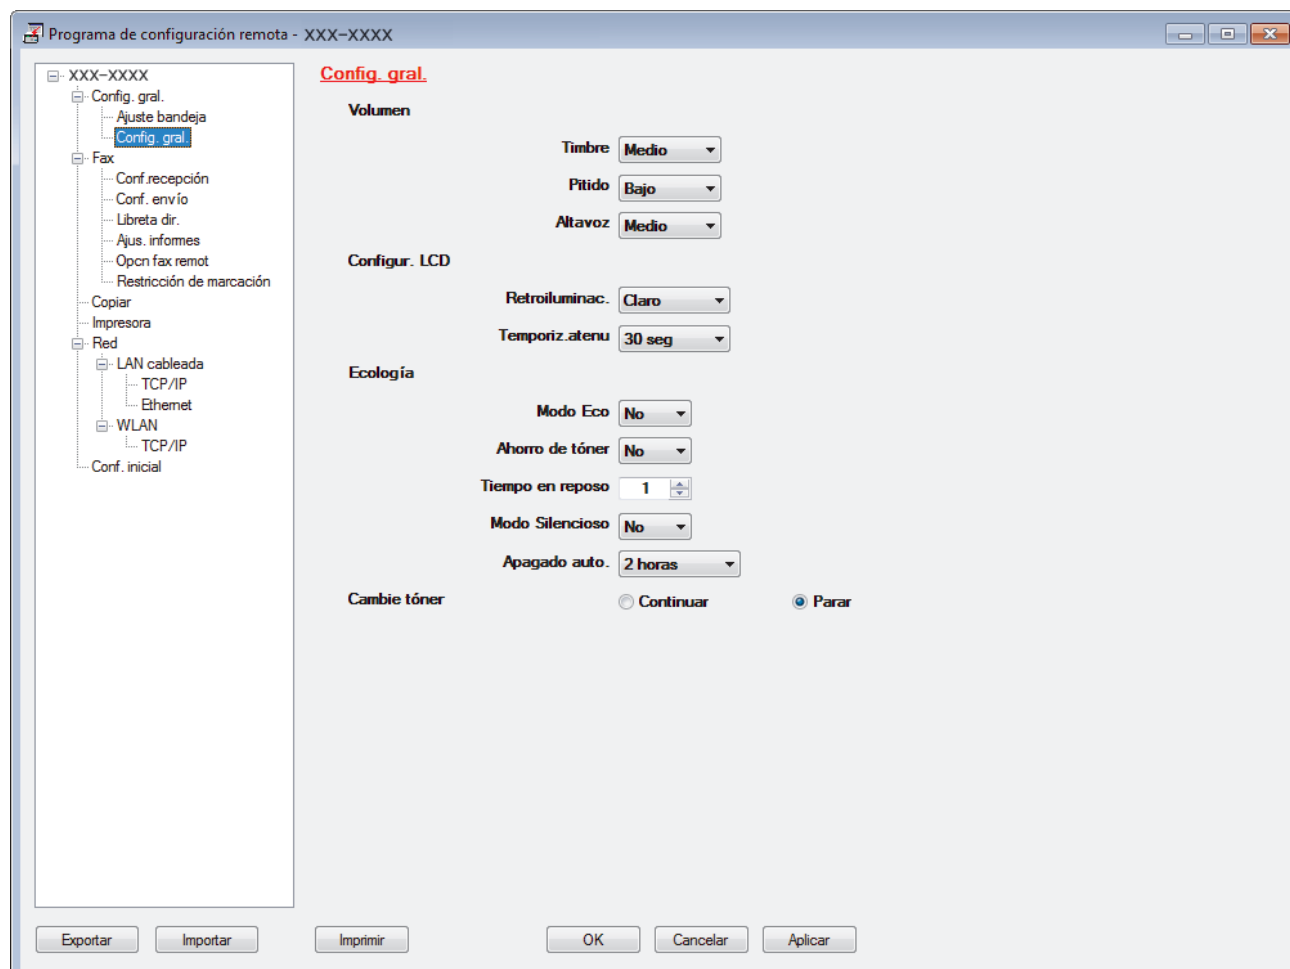 Programa de configuración remota - XXX-XXXX
XXX-XXXX
Config. gral.
Ajuste bandeja
Config. gral.
Fax
Conf.recepción
Conf. envío
Libreta dir.
Ajus. informes
Opcn fax remot
Restricción de marcación
Copiar
Impresora
Red
LAN cableada
TCP/IP
Ethernet
WLAN
TCP/IP
Conf. inicial
Config. gral.
Volumen
Timbre Medio
Pitido Bajo
Altavoz Medio
Configur. LCD
Retroiluminac. Claro
Temporiz.atenu 30 seg
Ecología
Modo Eco No
Ahorro de tóner No
Tiempo en reposo 1
Modo Silencioso No
Apagado auto. 2 horas
Cambie tóner Continuar Parar
Exportar Importar Imprimir OK Cancelar Aplicar